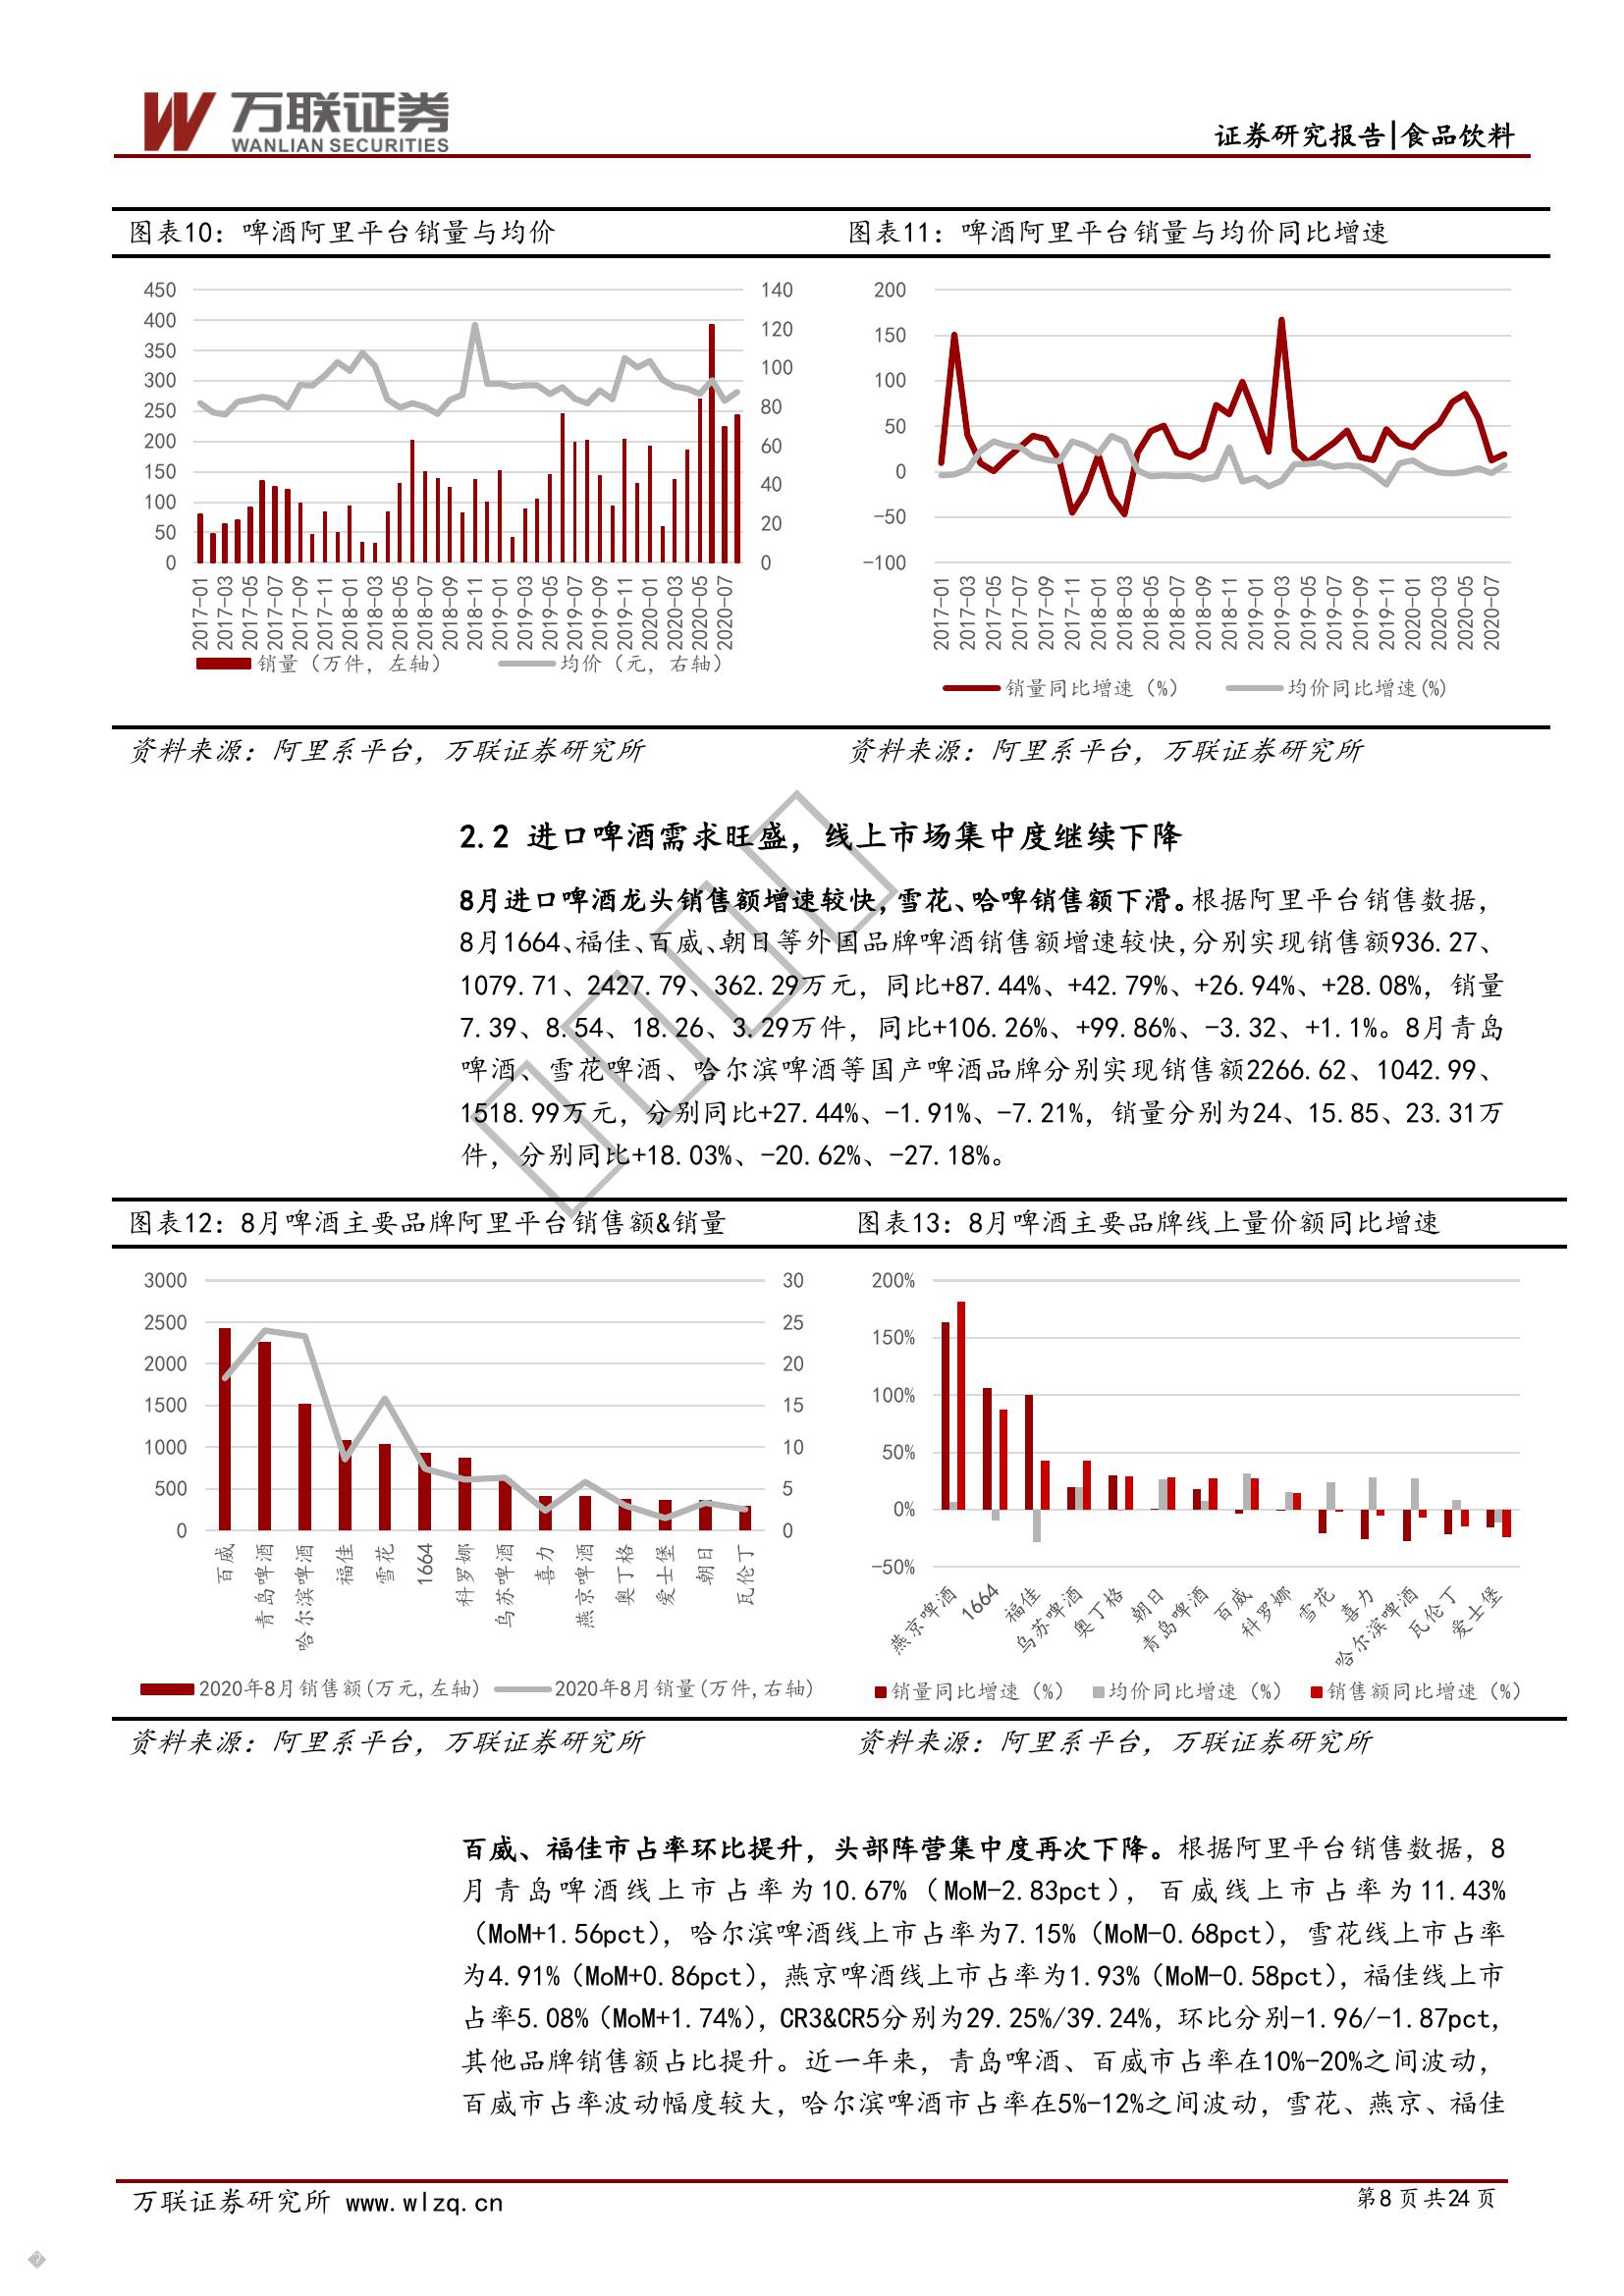 万联证券
WANLIAN SECURITIES
证券研究报告|食品饮料
图表10：啤酒阿里平台销量与均价
450
400
350
300
250
200
150
100
50
0
140
120
100
80
60
40
20
0
2017-01
2017-03
2017-05
2017-07
2017-09
2017-11
2018-01
2018-03
2018-05
2018-07
2018-09
2018-11
2019-01
2019-03
2019-05
2019-07
2019-09
2019-11
2020-01
2020-03
2020-05
2020-07
销量（万件，左轴）
均价（元，右轴）
图表11：啤酒阿里平台销量与均价同比增速
200
150
100
50
0
-50
-100
2017-01
2017-03
2017-05
2017-07
2017-09
2017-11
2018-01
2018-03
2018-05
2018-07
2018-09
2018-11
2019-01
2019-03
2019-05
2019-07
2019-09
2019-11
2020-01
2020-03
2020-05
2020-07
销量同比增速（%）
均价同比增速(%)
资料来源：阿里系平台，万联证券研究所
资料来源：阿里系平台，万联证券研究所
2.2 进口啤酒需求旺盛，线上市场集中度继续下降
8月进口啤酒龙头销售额增速较快，雪花、哈啤销售额下滑。根据阿里平台销售数据，
8月1664、福佳、百威、朝日等外国品牌啤酒销售额增速较快,分别实现销售额936.27、
1079.71、2427.79、362.29万元，同比+87.44%、+42.79%、+26.94%、+28.08%，销量
7.39、8.54、18.26、3.29万件，同比+106.26%、+99.86%、-3.32、+1.1%。8月青岛
啤酒、雪花啤酒、哈尔滨啤酒等国产啤酒品牌分别实现销售额2266.62、1042.99、
1518.99万元，分别同比+27.44%、-1.91%、-7.21%，销量分别为24、15.85、23.31万
件，分别同比+18.03%、-20.62%、-27.18%。
图表12：8月啤酒主要品牌阿里平台销售额&销量
3000
2500
2000
1500
1000
500
0
30
25
20
15
10
5
0
百威
青岛啤酒
哈尔滨啤酒
福佳
雪花
1664
科罗娜
乌苏啤酒
喜力
燕京啤酒
奥丁格
爱士堡
朝日
瓦伦丁
2020年8月销售额(万元,左轴)
2020年8月销量(万件,右轴)
图表13：8月啤酒主要品牌线上量价额同比增速
200%
150%
100%
50%
0%
-50%
燕京啤酒
1664
福佳
乌苏啤酒
奥丁格
朝日
青岛啤酒
百威
科罗娜
雪花
喜力
哈尔滨啤酒
瓦伦丁
爱士堡
销量同比增速（%）
均价同比增速（%）
销售额同比增速（%）
资料来源：阿里系平台，万联证券研究所
资料来源：阿里系平台，万联证券研究所
百威、福佳市占率环比提升，头部阵营集中度再次下降。根据阿里平台销售数据，8
月青岛啤酒线上市占率为10.67%（MoM-2.83pct），百威线上市占率为11.43%
（MoM+1.56pct），哈尔滨啤酒线上市占率为7.15%（MoM-0.68pct），雪花线上市占率
为4.91%（MoM+0.86pct），燕京啤酒线上市占率为1.93%（MoM-0.58pct），福佳线上市
占率5.08%（MoM+1.74%），CR3&CR5分别为29.25%/39.24%，环比分别-1.96/-1.87pct，
其他品牌销售额占比提升。近一年来，青岛啤酒、百威市占率在10%-20%之间波动，
百威市占率波动幅度较大，哈尔滨啤酒市占率在5%-12%之间波动，雪花、燕京、福佳
万联证券研究所 www.wlzq.cn
第8页共24页